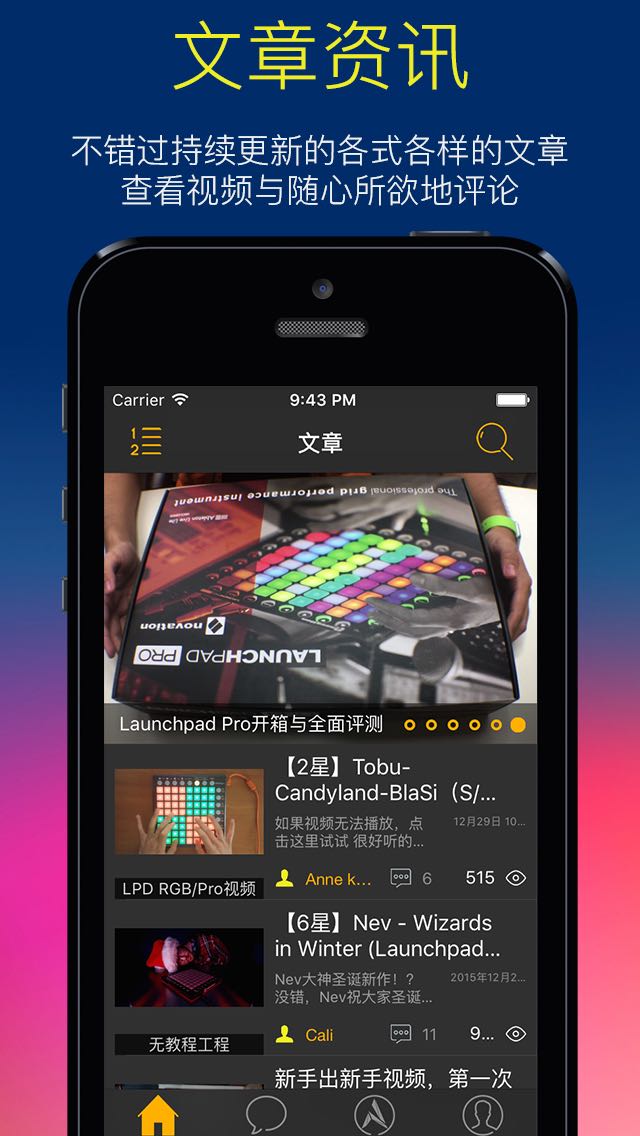 文章资讯
不错过持续更新的各式各样的文章
查看视频与随心所欲地评论
Carrier
9:43 PM
1
2
文章
The professional grid performance instrument
Ableton Live Lite
novation
LAUNCHPAD PRO
Launchpad Pro开箱与全面评测
【2星】Tobu-
Candyland-BlaSi（S/...
如果视频无法播放，点
击这里试试 很好听的...
12月29日 10...
LPD RGB/Pro视频
Anne k...
6
515
【6星】Nev - Wizards
in Winter (Launchpad...
Nev大神圣诞新作！？
没错，Nev祝大家圣诞...
2015年12月2...
无教程工程
Cali
11
9...
新手出新手视频，第一次